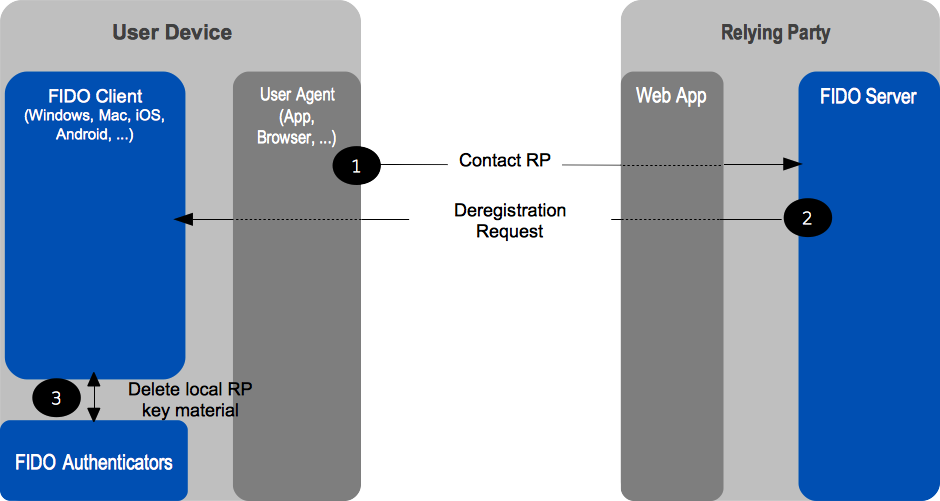 User Device
Relying Party
FIDO Client
(Windows, Mac, iOS,
Android, ...)
User Agent
(App,
Browser, ...)
Web App
FIDO Server
1
Contact RP
Deregistration
Request
2
3
Delete local RP
key material
FIDO Authenticators